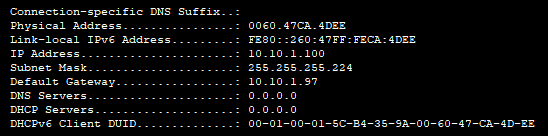 Connection-specific DNS Suffix..:
Physical Address................: 0060.47CA.4DEE
Link-local IPv6 Address.........: FE80::260:47FF:FECA:4DEE
IP Address......................: 10.10.1.100
Subnet Mask.....................: 255.255.255.224
Default Gateway.................: 10.10.1.97
DNS Servers.....................: 0.0.0.0
DHCP Servers....................: 0.0.0.0
DHCPv6 Client DUID..............: 00-01-00-01-5C-B4-35-9A-00-60-47-CA-4D-EE